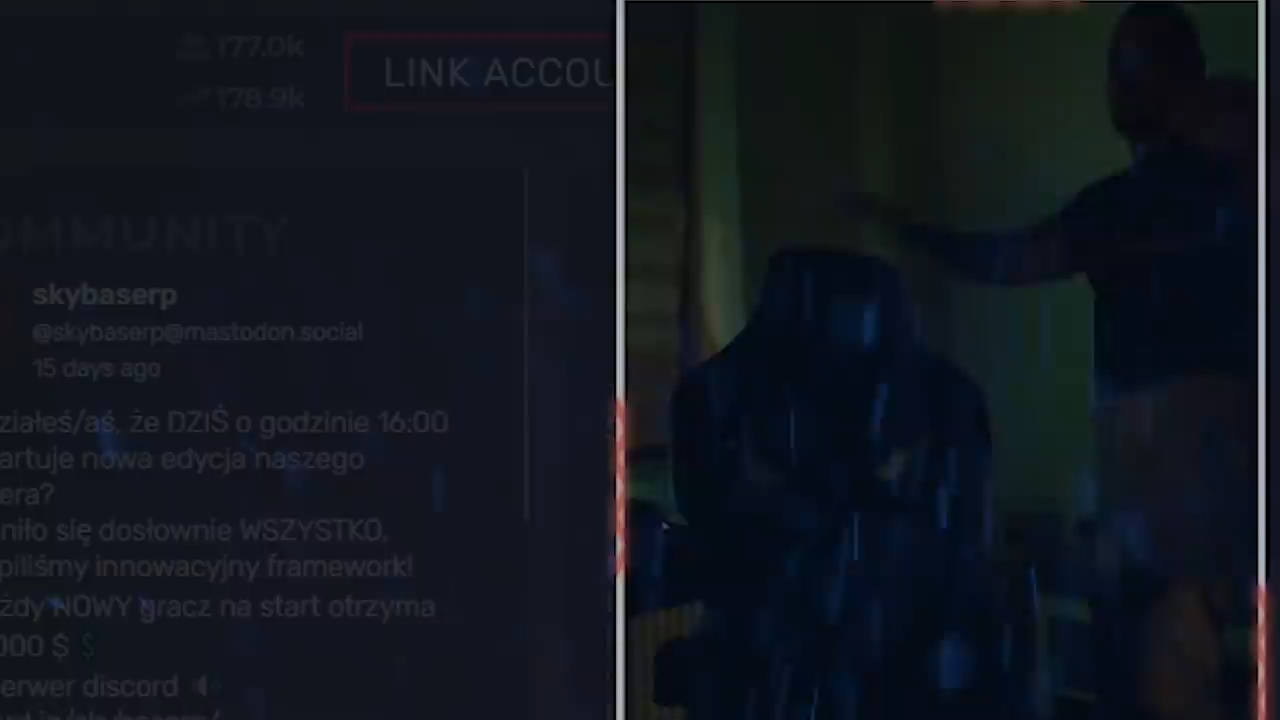 177.0k
178.9k
LINK ACCOU
OMMUNITY
skybaserp
@skybaserp@mastodon.social
15 days ago
działeś/aś, że DZIŚ o godzinie 16:00
artuje nowa edycja naszego
era?
niło się dosłownie WSZYSTKO,
piliśmy innowacyjny framework!
żdy NOWY gracz na start otrzyma
000 $
erwer discord